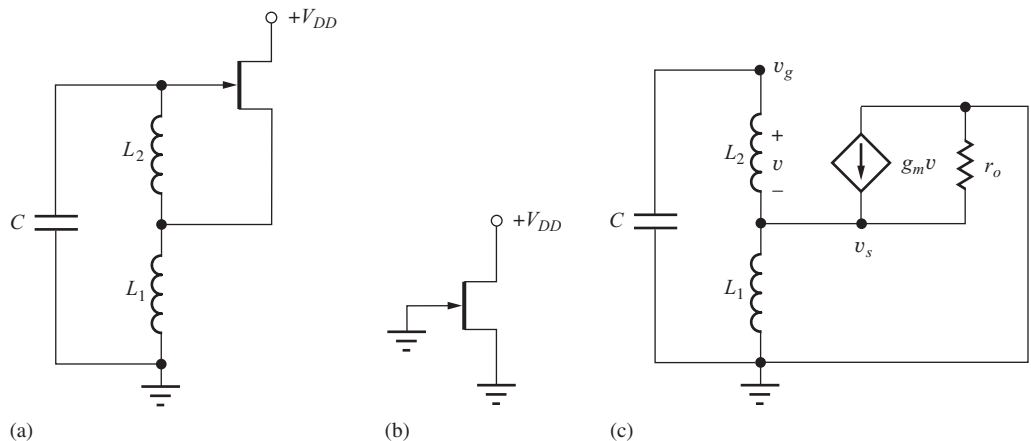 +V_DD
L_2
C
L_1
(a)
+V_DD
(b)
v_g
+
L_2
v
−
g_m v
r_o
C
v_s
L_1
(c)